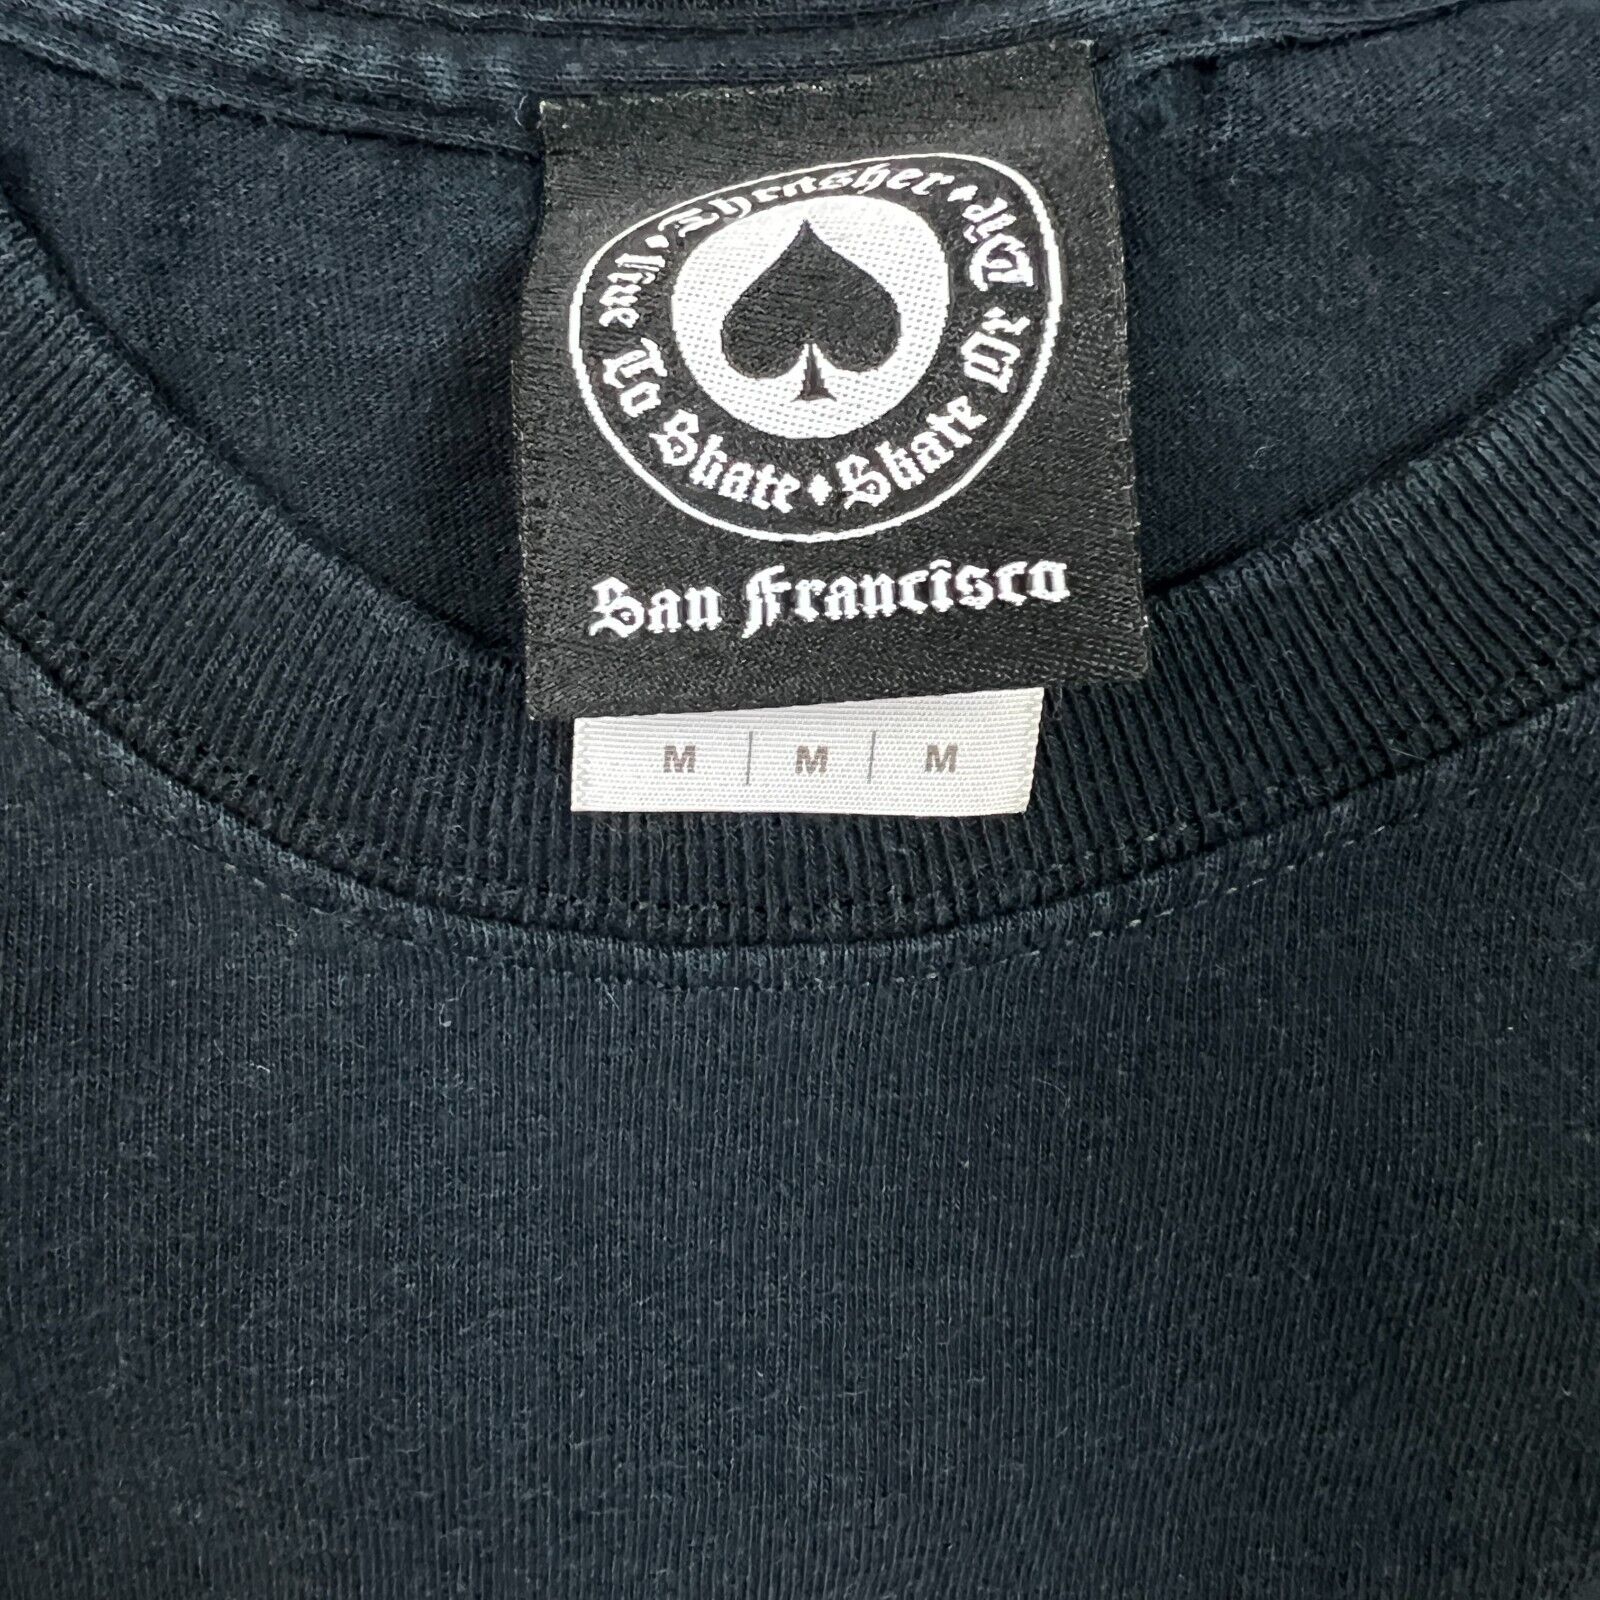 Thrasher
Live To Skate • Skate Or Die
San Francisco
M | M | M